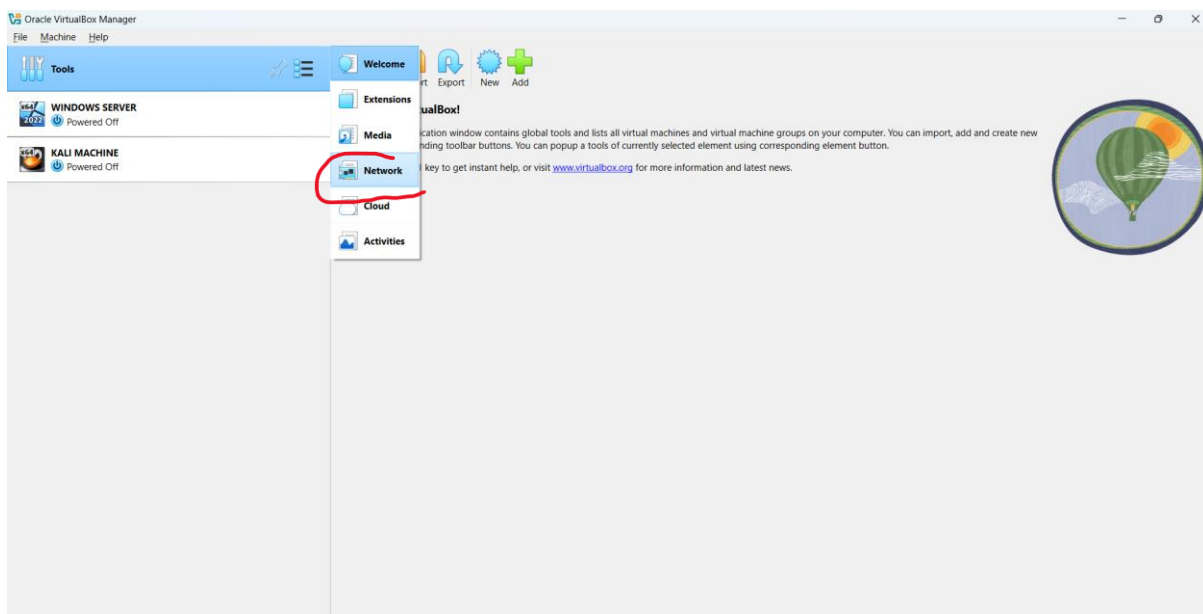 Oracle VirtualBox Manager
File Machine Help
Tools
WINDOWS SERVER
Powered Off
KALI MACHINE
Powered Off
Welcome
Extensions
Media
Network
Cloud
Activities
rt Export New Add
ualBox!
ication window contains global tools and lists all virtual machines and virtual machine groups on your computer. You can import, add and create new
nding toolbar buttons. You can popup a tools of currently selected element using corresponding element button.
key to get instant help, or visit www.virtualbox.org for more information and latest news.
x64
2022
x64